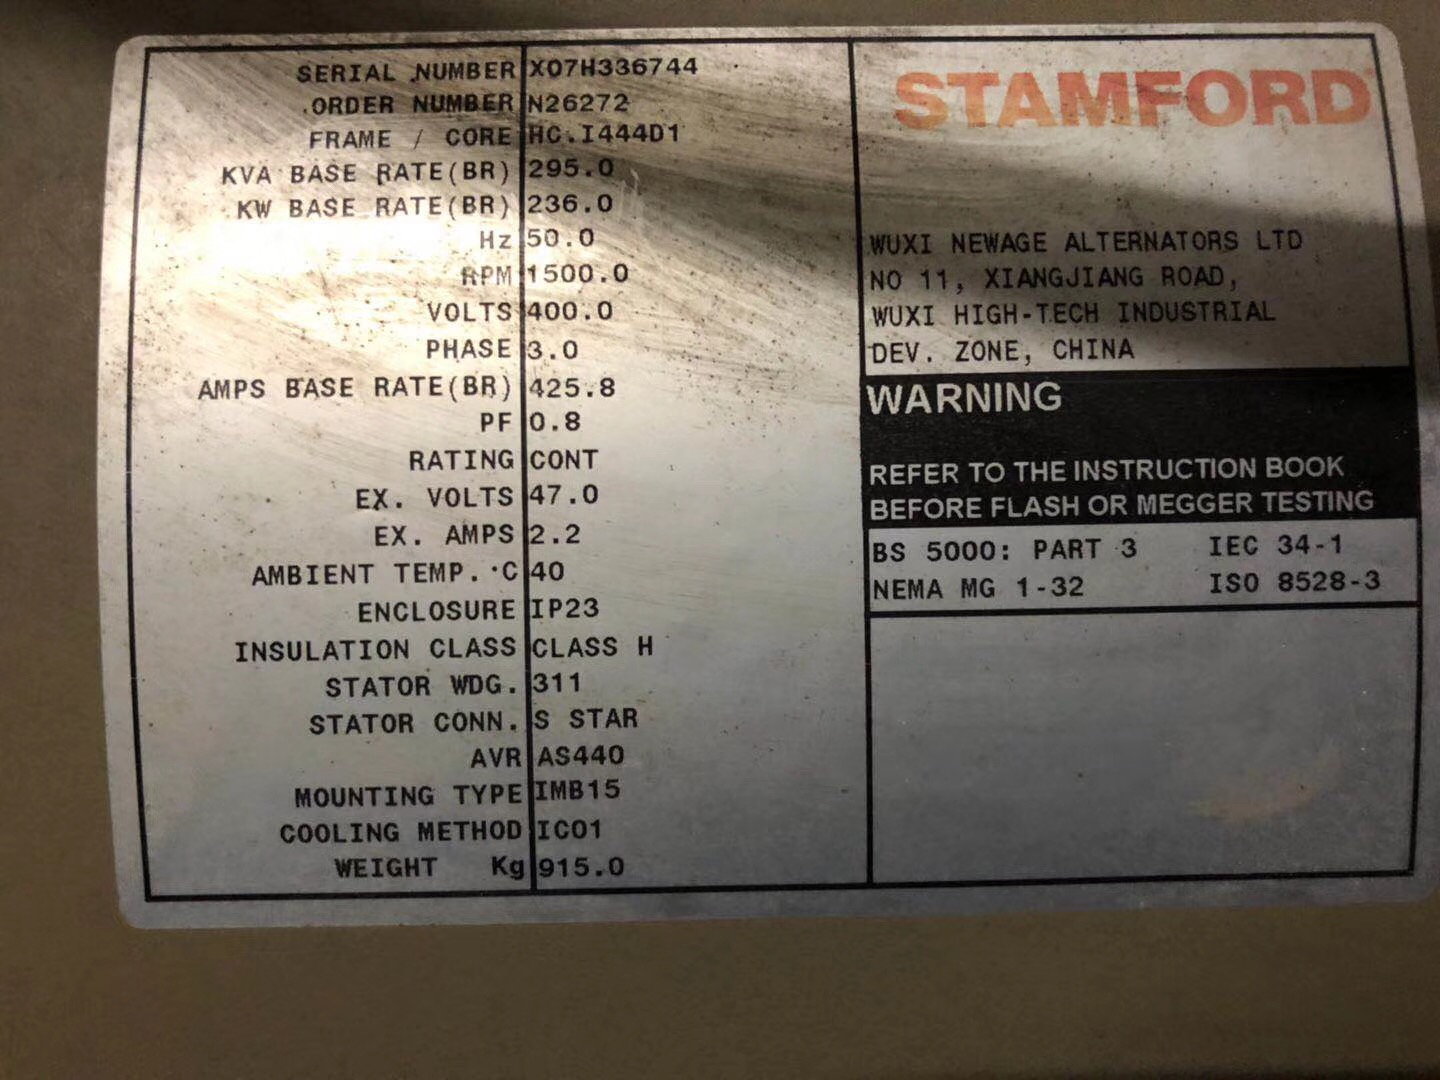 SERIAL NUMBER X07H336744
ORDER NUMBER N26272
FRAME / CORE HC.I444D1
KVA BASE RATE(BR) 295.0
KW BASE RATE(BR) 236.0
Hz 50.0
RPM 1500.0
VOLTS 400.0
PHASE 3.0
AMPS BASE RATE(BR) 425.8
PF 0.8
RATING CONT
EX. VOLTS 47.0
EX. AMPS 2.2
AMBIENT TEMP. °C 40
ENCLOSURE IP23
INSULATION CLASS CLASS H
STATOR WDG. 311
STATOR CONN. S STAR
AVR AS440
MOUNTING TYPE IMB15
COOLING METHOD IC01
WEIGHT Kg 915.0
STAMFORD
WUXI NEWAGE ALTERNATORS LTD
NO 11, XIANGJIANG ROAD,
WUXI HIGH-TECH INDUSTRIAL
DEV. ZONE, CHINA
WARNING
REFER TO THE INSTRUCTION BOOK
BEFORE FLASH OR MEGGER TESTING
BS 5000: PART 3 IEC 34-1
NEMA MG 1-32 ISO 8528-3